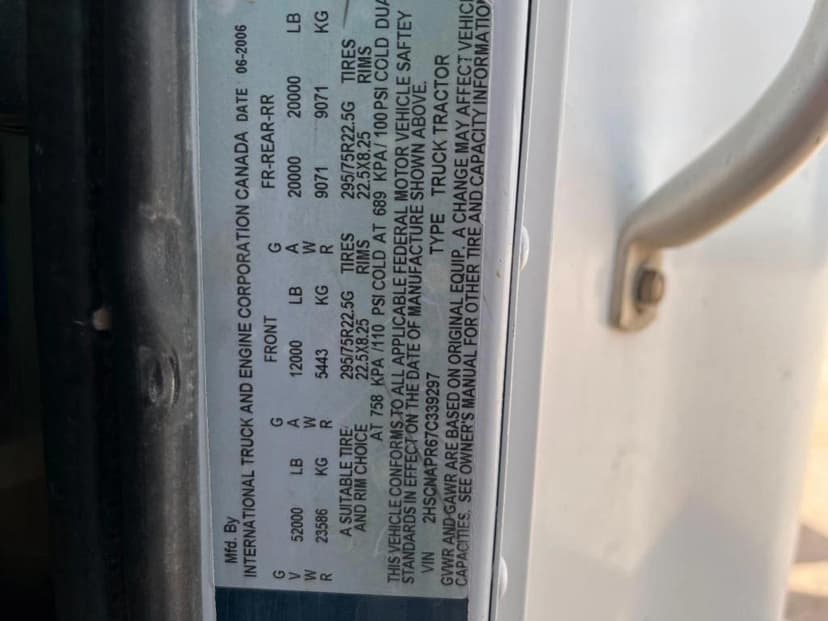 Mfd. By
INTERNATIONAL TRUCK AND ENGINE CORPORATION CANADA DATE 06-2006
G FRONT G FR-REAR-RR
V 52000 LB A 12000 LB A 20000 20000 LB
W W W
R 23586 KG R 5443 KG R 9071 9071 KG
A SUITABLE TIRE 295/75R22.5G TIRES 295/75R22.5G TIRES
AND RIM CHOICE 22.5X8.25 RIMS 22.5X8.25 RIMS
AT 758 KPA /110 PSI COLD AT 689 KPA / 100 PSI COLD DUA
THIS VEHICLE CONFORMS TO ALL APPLICABLE FEDERAL MOTOR VEHICLE SAFTEY
STANDARDS IN EFFECT ON THE DATE OF MANUFACTURE SHOWN ABOVE.
VIN 2HSCNAPR67C339297 TYPE TRUCK TRACTOR
GVWR AND GAWR ARE BASED ON ORIGINAL EQUIP. A CHANGE MAY AFFECT VEHIC
CAPACITIES. SEE OWNER'S MANUAL FOR OTHER TIRE AND CAPACITY INFORMATION